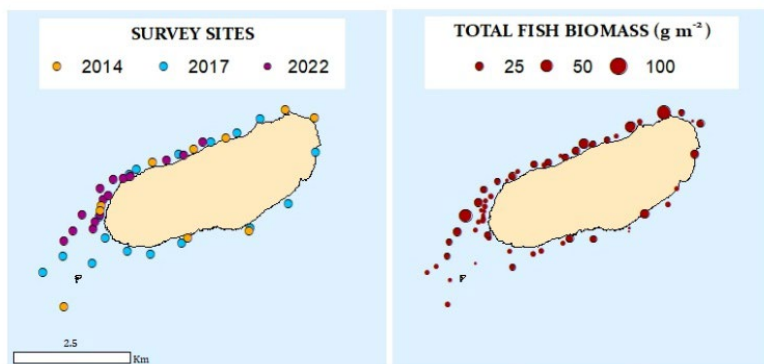 SURVEY SITES
2014 2017 2022
2.5
Km
TOTAL FISH BIOMASS (g m⁻²)
25 50 100